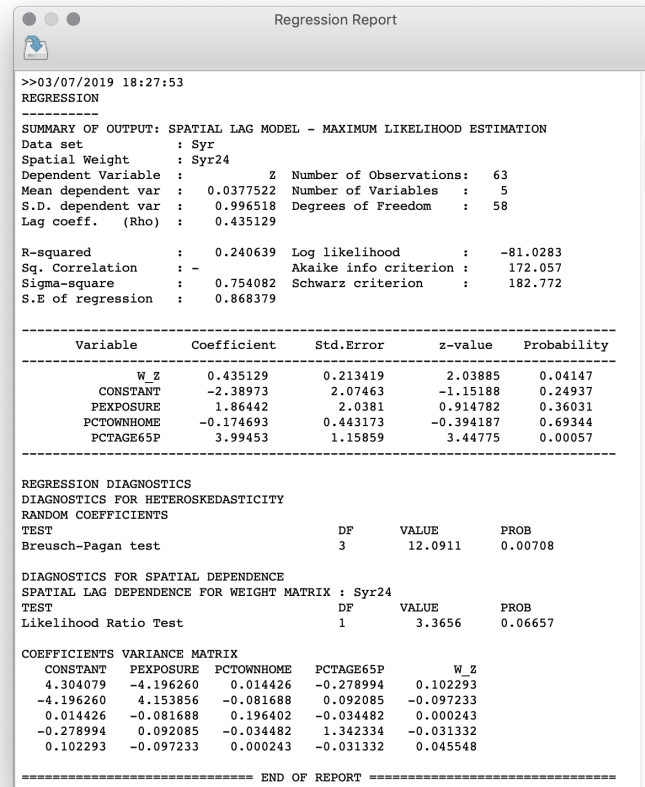 Regression Report
>>03/07/2019 18:27:53
REGRESSION
----------
SUMMARY OF OUTPUT: SPATIAL LAG MODEL - MAXIMUM LIKELIHOOD ESTIMATION
Data set            : Syr
Spatial Weight      : Syr24
Dependent Variable  :           Z  Number of Observations:   63
Mean dependent var  :   0.0377522  Number of Variables   :    5
S.D. dependent var  :    0.996518  Degrees of Freedom    :   58
Lag coeff.   (Rho)  :    0.435129
R-squared           :    0.240639  Log likelihood        :    -81.0283
Sq. Correlation     : -            Akaike info criterion :     172.057
Sigma-square        :    0.754082  Schwarz criterion     :     182.772
S.E of regression   :    0.868379
-----------------------------------------------------------------------------
Variable       Coefficient     Std.Error       z-value    Probability
-----------------------------------------------------------------------------
W_Z       0.435129       0.213419        2.03885      0.04147
CONSTANT       -2.38973        2.07463       -1.15188      0.24937
PEXPOSURE        1.86442         2.0381       0.914782      0.36031
PCTOWNHOME      -0.174693       0.443173      -0.394187      0.69344
PCTAGE65P        3.99453        1.15859        3.44775      0.00057
-----------------------------------------------------------------------------
REGRESSION DIAGNOSTICS
DIAGNOSTICS FOR HETEROSKEDASTICITY
RANDOM COEFFICIENTS
TEST                                     DF      VALUE        PROB
Breusch-Pagan test                       3       12.0911     0.00708
DIAGNOSTICS FOR SPATIAL DEPENDENCE
SPATIAL LAG DEPENDENCE FOR WEIGHT MATRIX : Syr24
TEST                                     DF      VALUE        PROB
Likelihood Ratio Test                    1        3.3656     0.06657
COEFFICIENTS VARIANCE MATRIX
CONSTANT   PEXPOSURE  PCTOWNHOME   PCTAGE65P         W_Z
4.304079   -4.196260    0.014426   -0.278994    0.102293
-4.196260    4.153856   -0.081688    0.092085   -0.097233
0.014426   -0.081688    0.196402   -0.034482    0.000243
-0.278994    0.092085   -0.034482    1.342334   -0.031332
0.102293   -0.097233    0.000243   -0.031332    0.045548
============================== END OF REPORT ================================